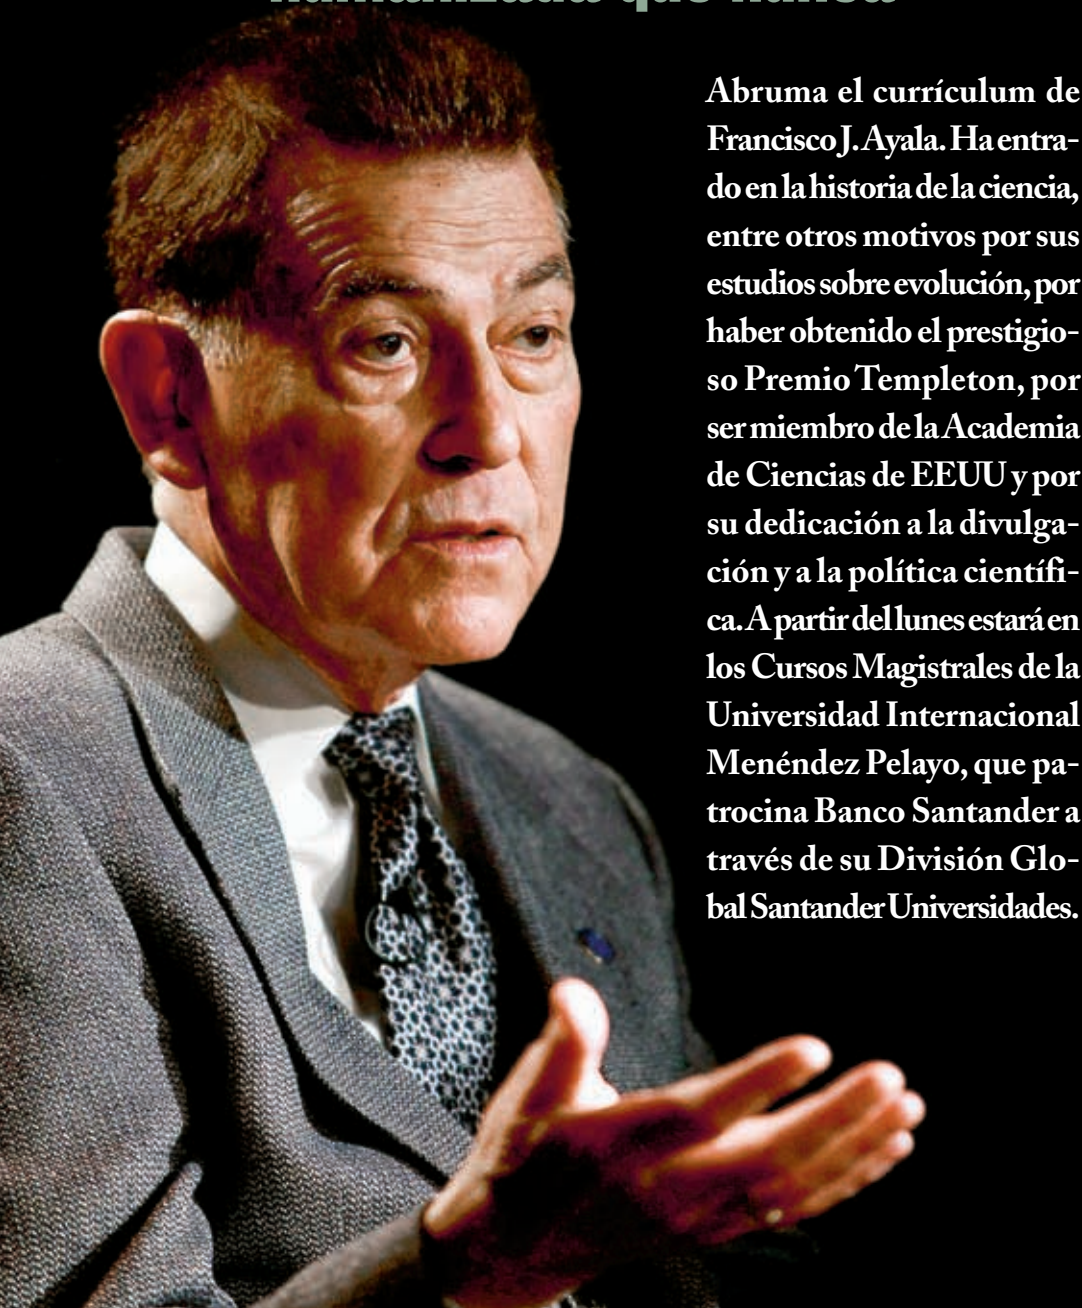 humanizada que nunca
Abruma el currículum de
Francisco J. Ayala. Ha entra-
do en la historia de la ciencia,
entre otros motivos por sus
estudios sobre evolución, por
haber obtenido el prestigio-
so Premio Templeton, por
ser miembro de la Academia
de Ciencias de EEUU y por
su dedicación a la divulga-
ción y a la política científi-
ca. A partir del lunes estará en
los Cursos Magistrales de la
Universidad Internacional
Menéndez Pelayo, que pa-
trocina Banco Santander a
través de su División Glo-
bal Santander Universidades.